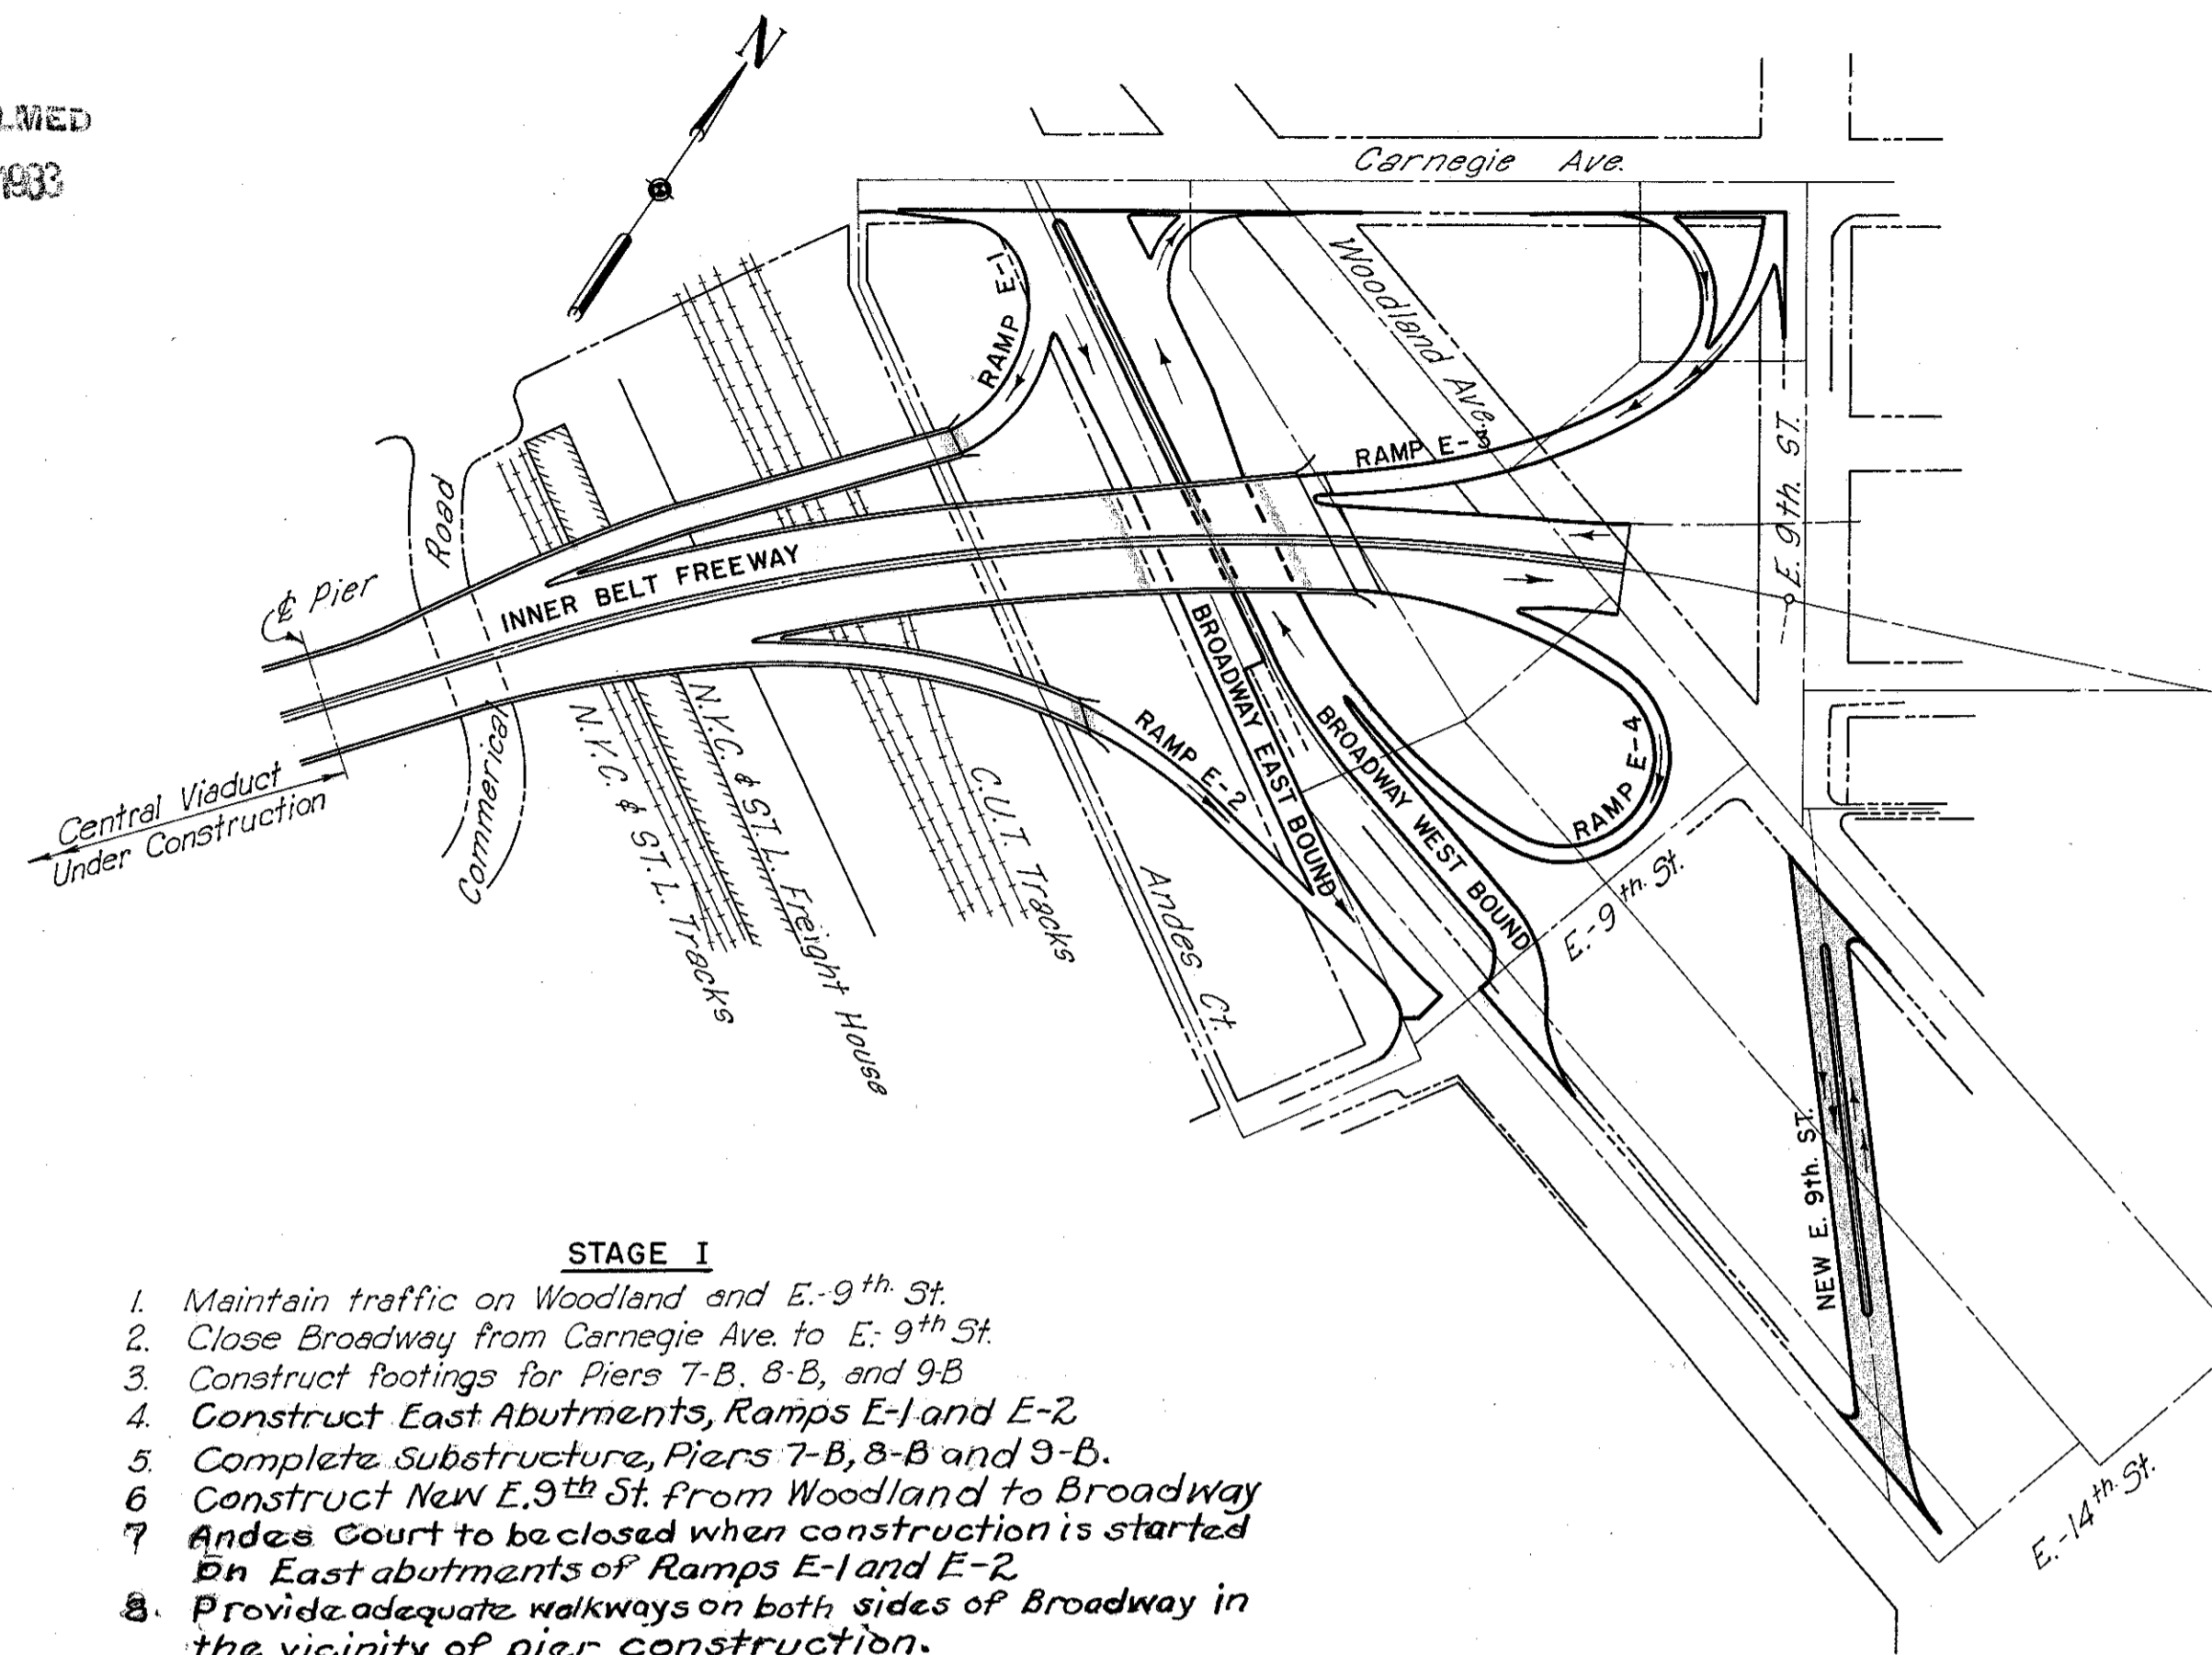 LMED
1983
N
Carnegie Ave.
Woodland Ave.
RAMP E-1
RAMP E-3
E. 9th. ST.
Road
℄ Pier
INNER BELT FREEWAY
Commerical
Central Viaduct
Under Construction
N.Y.C. & ST. L. Tracks
N.Y.C. & ST. L. Freight House
C.U.T. Tracks
Andes Ct.
RAMP E-2
BROADWAY EAST BOUND
BROADWAY WEST BOUND
RAMP E-4
E.-9th. St.
NEW E. 9th. ST.
E.-14th. St.
STAGE I
1. Maintain traffic on Woodland and E.-9th. St.
2. Close Broadway from Carnegie Ave. to E.-9th St.
3. Construct footings for Piers 7-B. 8-B, and 9-B
4. Construct East Abutments, Ramps E-1 and E-2
5. Complete Substructure, Piers 7-B, 8-B and 9-B.
6 Construct New E.9th St. from Woodland to Broadway
7 Andes Court to be closed when construction is started
on East abutments of Ramps E-1 and E-2
8. Provide adequate walkways on both sides of Broadway in
the vicinity of pier construction.